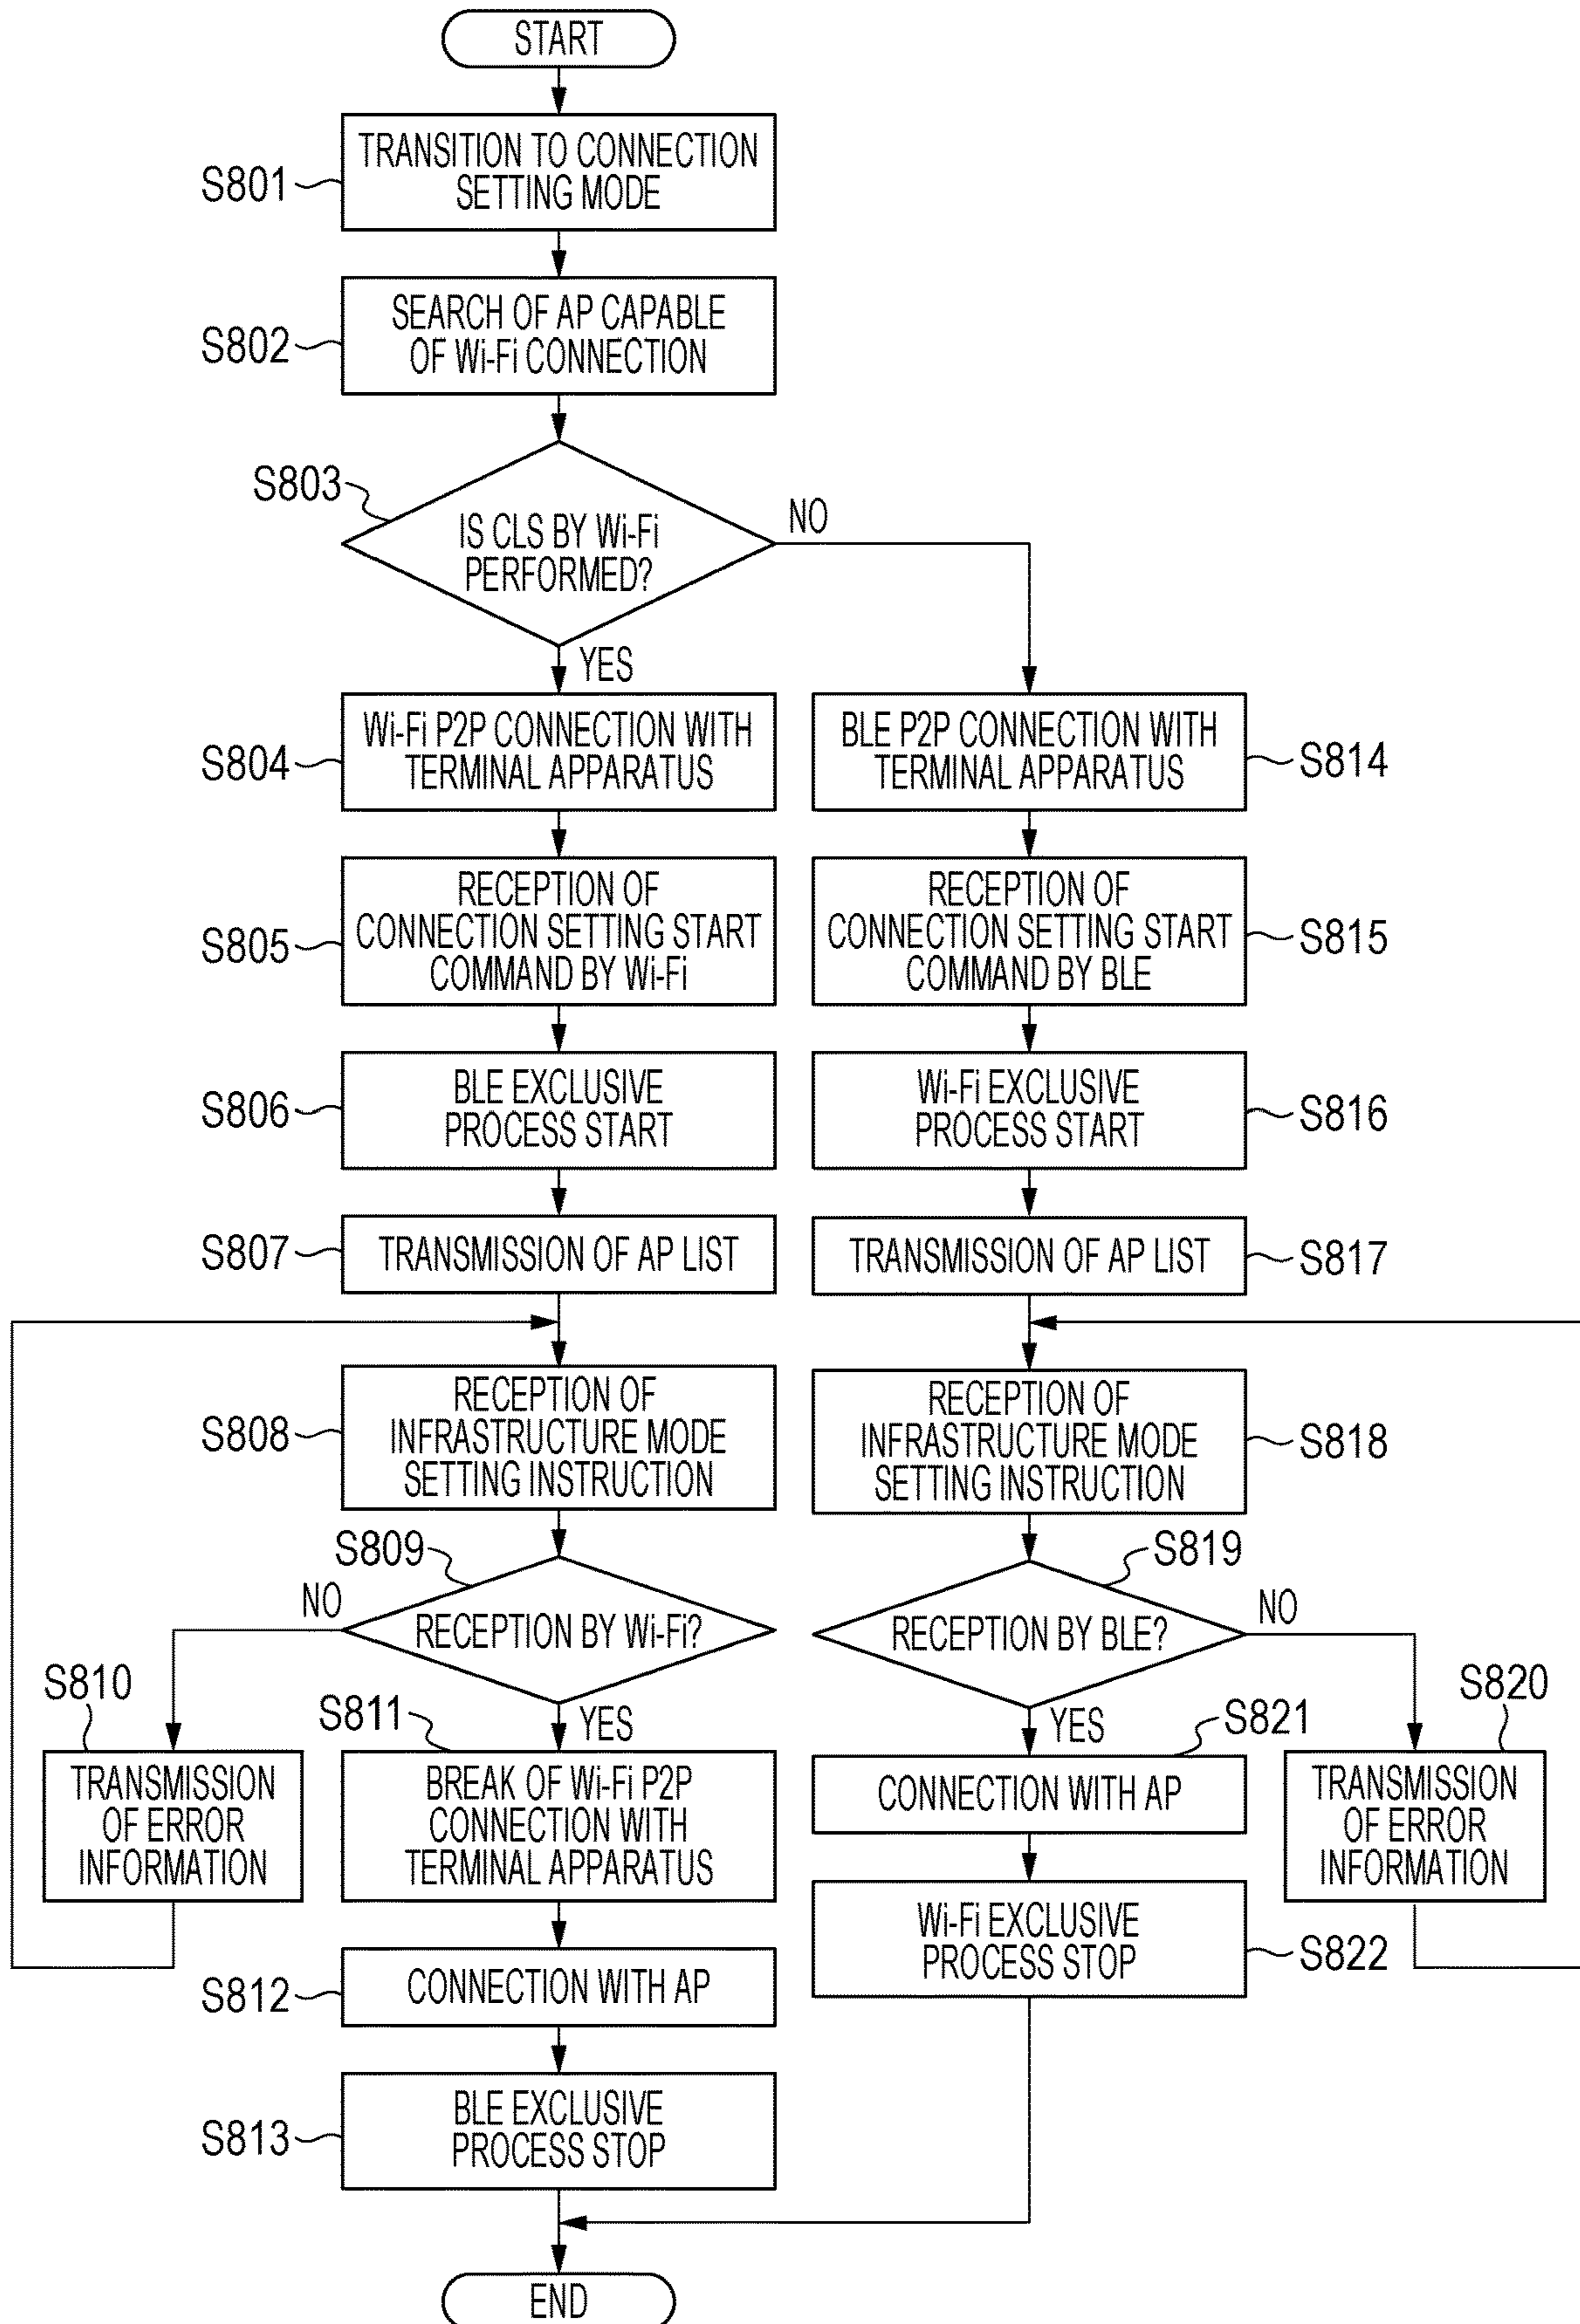 START
S801
TRANSITION TO CONNECTION
SETTING MODE
S802
SEARCH OF AP CAPABLE
OF Wi-Fi CONNECTION
S803
IS CLS BY Wi-Fi
PERFORMED?
NO
YES
S804
Wi-Fi P2P CONNECTION WITH
TERMINAL APPARATUS
BLE P2P CONNECTION WITH
TERMINAL APPARATUS
S814
S805
RECEPTION OF
CONNECTION SETTING START
COMMAND BY Wi-Fi
RECEPTION OF
CONNECTION SETTING START
COMMAND BY BLE
S815
S806
BLE EXCLUSIVE
PROCESS START
Wi-Fi EXCLUSIVE
PROCESS START
S816
S807
TRANSMISSION OF AP LIST
TRANSMISSION OF AP LIST
S817
S808
RECEPTION OF
INFRASTRUCTURE MODE
SETTING INSTRUCTION
RECEPTION OF
INFRASTRUCTURE MODE
SETTING INSTRUCTION
S818
S809
RECEPTION BY Wi-Fi?
NO
YES
S819
RECEPTION BY BLE?
NO
YES
S810
TRANSMISSION
OF ERROR
INFORMATION
S811
BREAK OF Wi-Fi P2P
CONNECTION WITH
TERMINAL APPARATUS
S821
CONNECTION WITH AP
S820
TRANSMISSION
OF ERROR
INFORMATION
Wi-Fi EXCLUSIVE
PROCESS STOP
S822
S812
CONNECTION WITH AP
S813
BLE EXCLUSIVE
PROCESS STOP
END